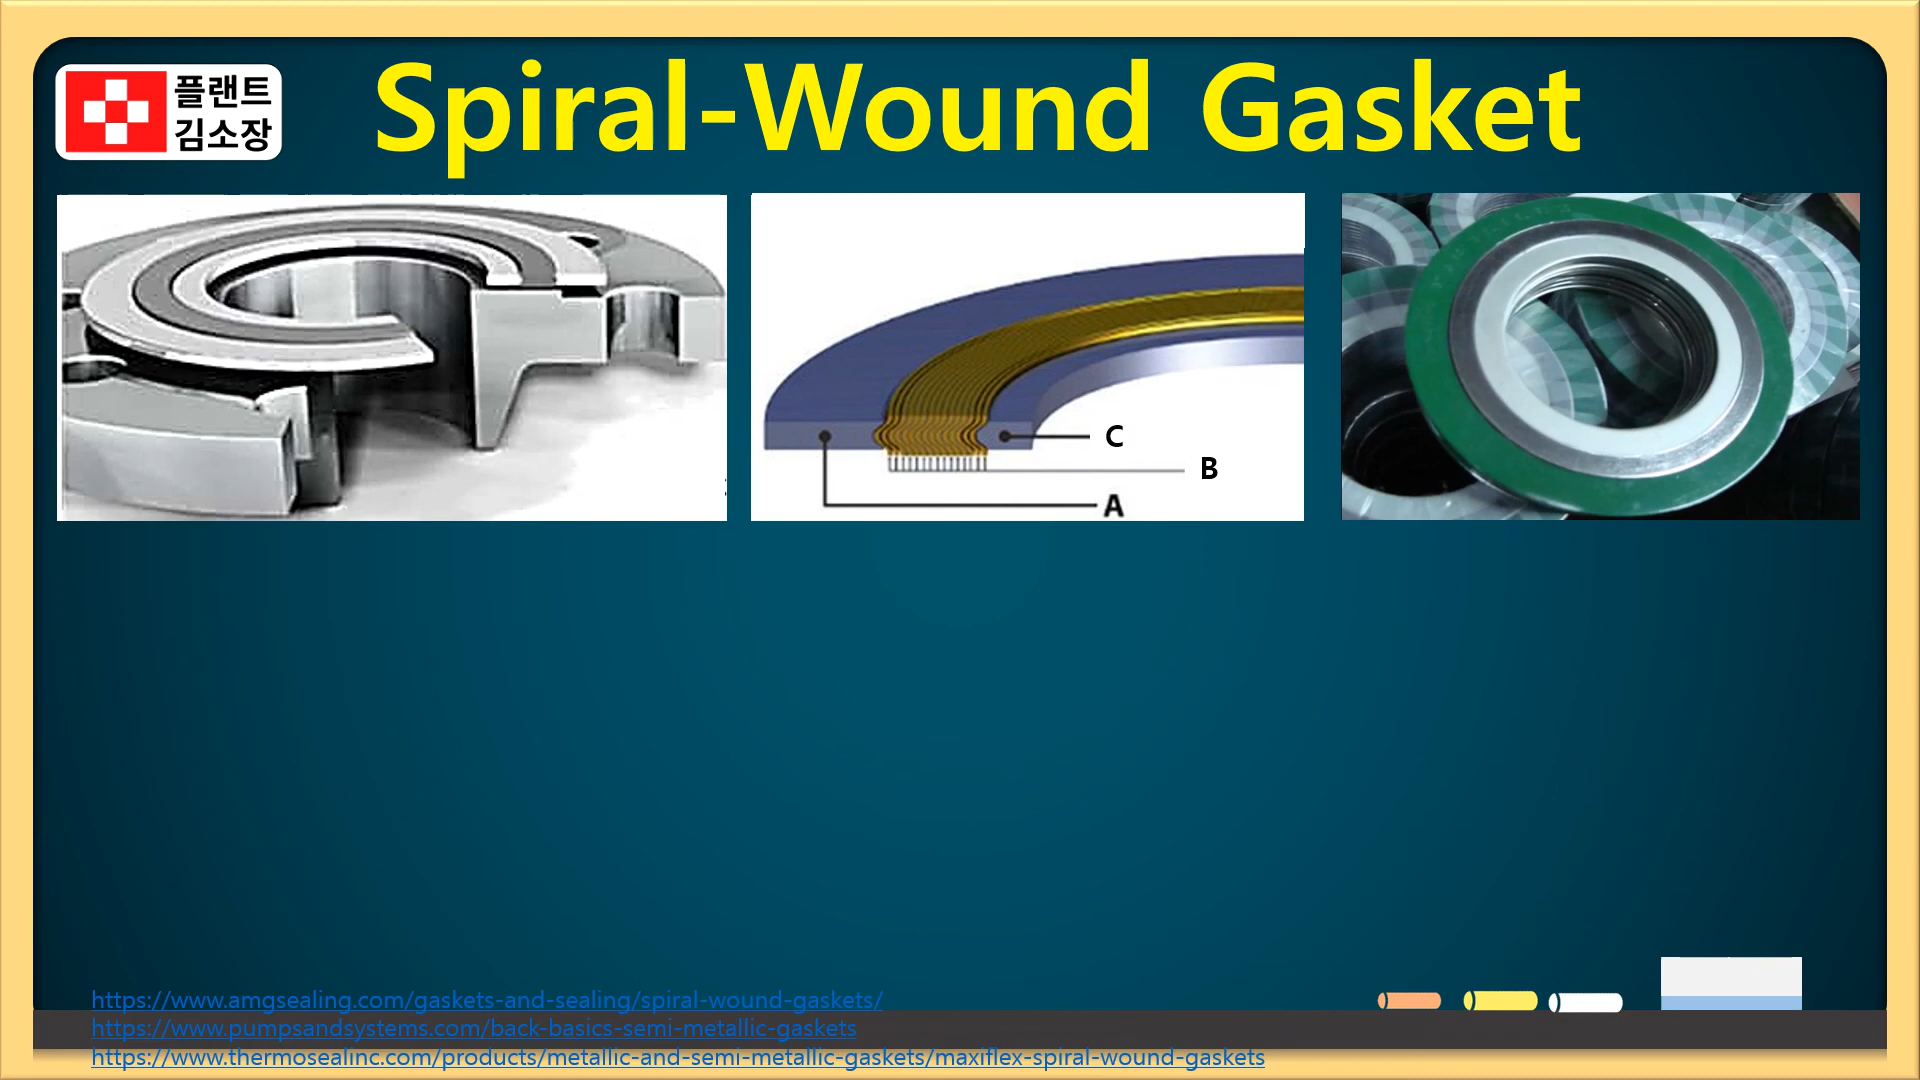 플랜트
김소장
Spiral-Wound Gasket
C
B
A
https://www.amgsealing.com/gaskets-and-sealing/spiral-wound-gaskets/
https://www.pumpsandsystems.com/back-basics-semi-metallic-gaskets
https://www.thermosealinc.com/products/metallic-and-semi-metallic-gaskets/maxiflex-spiral-wound-gaskets